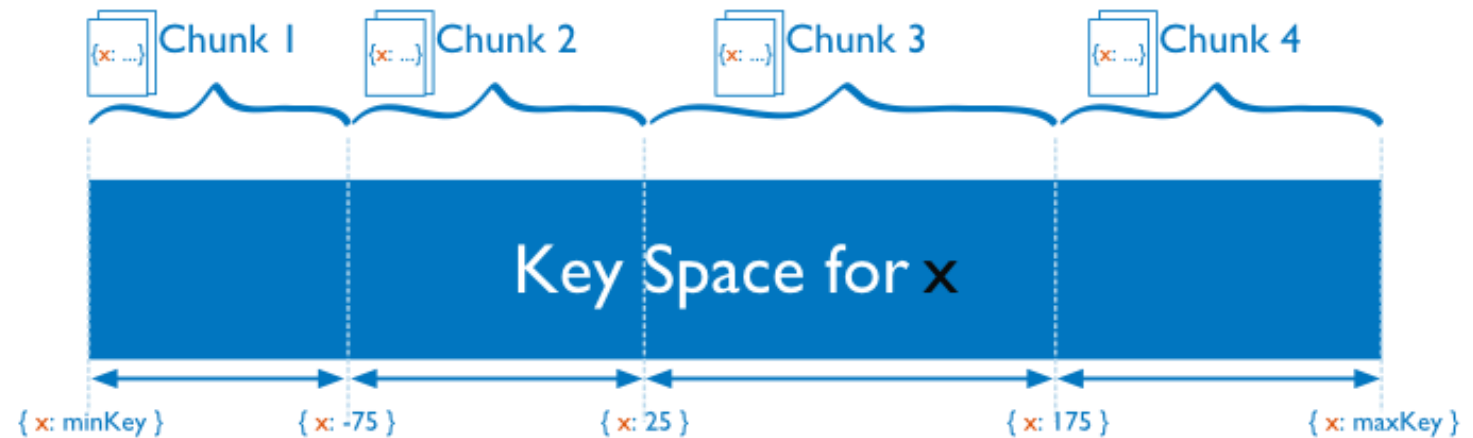 {x: ...} Chunk 1 {x: ...} Chunk 2 {x: ...} Chunk 3 {x: ...} Chunk 4
Key Space for x
{ x: minKey } { x: -75 } { x: 25 } { x: 175 } { x: maxKey }